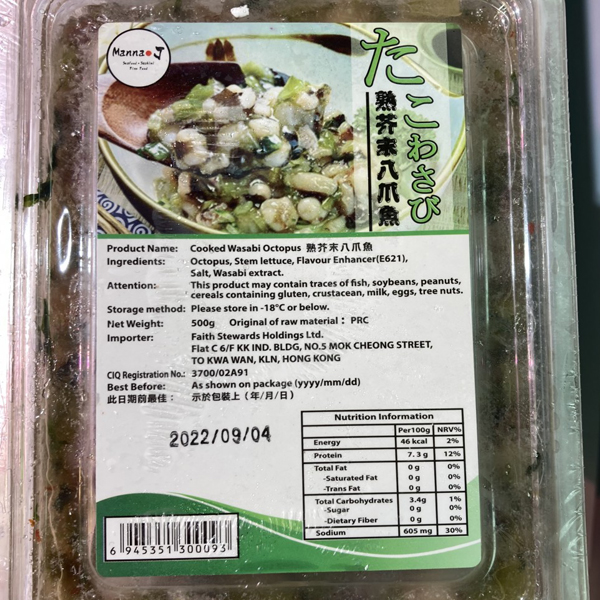 Manna J
Seafood • Sashimi
Fine Food
たこわさび
熟芥末八爪魚
Product Name: Cooked Wasabi Octopus 熟芥末八爪魚
Ingredients: Octopus, Stem lettuce, Flavour Enhancer(E621),
Salt, Wasabi extract.
Attention: This product may contain traces of fish, soybeans, peanuts,
cereals containing gluten, crustacean, milk, eggs, tree nuts.
Storage method: Please store in -18°C or below.
Net Weight: 500g Original of raw material： PRC
Importer: Faith Stewards Holdings Ltd.
Flat C 6/F KK IND. BLDG, NO.5 MOK CHEONG STREET,
TO KWA WAN, KLN, HONG KONG
CIQ Registration No.: 3700/02A91
Best Before: As shown on package (yyyy/mm/dd)
此日期前最佳： 示於包裝上（年/月/日）
2022/09/04
Nutrition Information
Per100g NRV%
Energy 46 kcal 2%
Protein 7.3 g 12%
Total Fat 0 g 0%
-Saturated Fat 0 g 0%
-Trans Fat 0 g 0%
Total Carbohydrates 3.4g 1%
-Sugar 0 g 0%
-Dietary Fiber 0 g 0%
Sodium 605 mg 30%
6 945351 300093